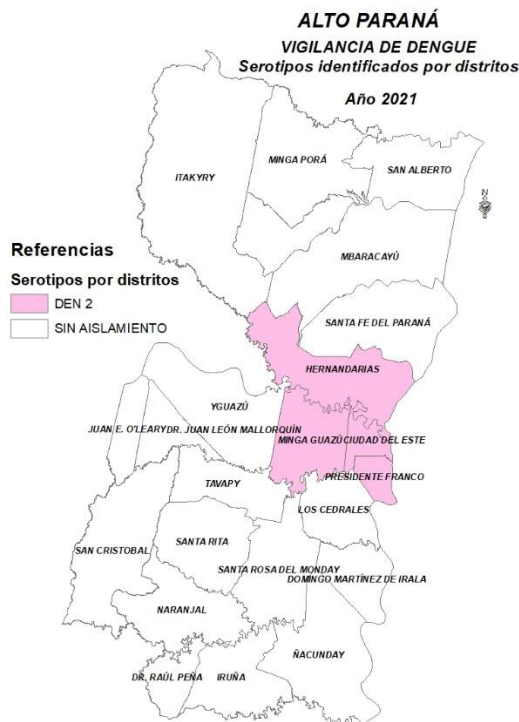 ALTO PARANÁ
VIGILANCIA DE DENGUE
Serotipos identificados por distritos
Año 2021
MINGA PORÁ
SAN ALBERTO
ITAKYRY
N
MBARACAYÚ
Referencias
Serotipos por distritos
DEN 2
SIN AISLAMIENTO
SANTA FE DEL PARANÁ
HERNANDARIAS
YGUAZÚ
JUAN E. O'LEARY
DR. JUAN LEÓN MALLORQUÍN
MINGA GUAZÚ
CIUDAD DEL ESTE
PRESIDENTE FRANCO
TAVAPY
LOS CEDRALES
SANTA RITA
SAN CRISTOBAL
SANTA ROSA DEL MONDAY
DOMINGO MARTÍNEZ DE IRALA
NARANJAL
ÑACUNDAY
DR. RAÚL PEÑA
IRUÑA